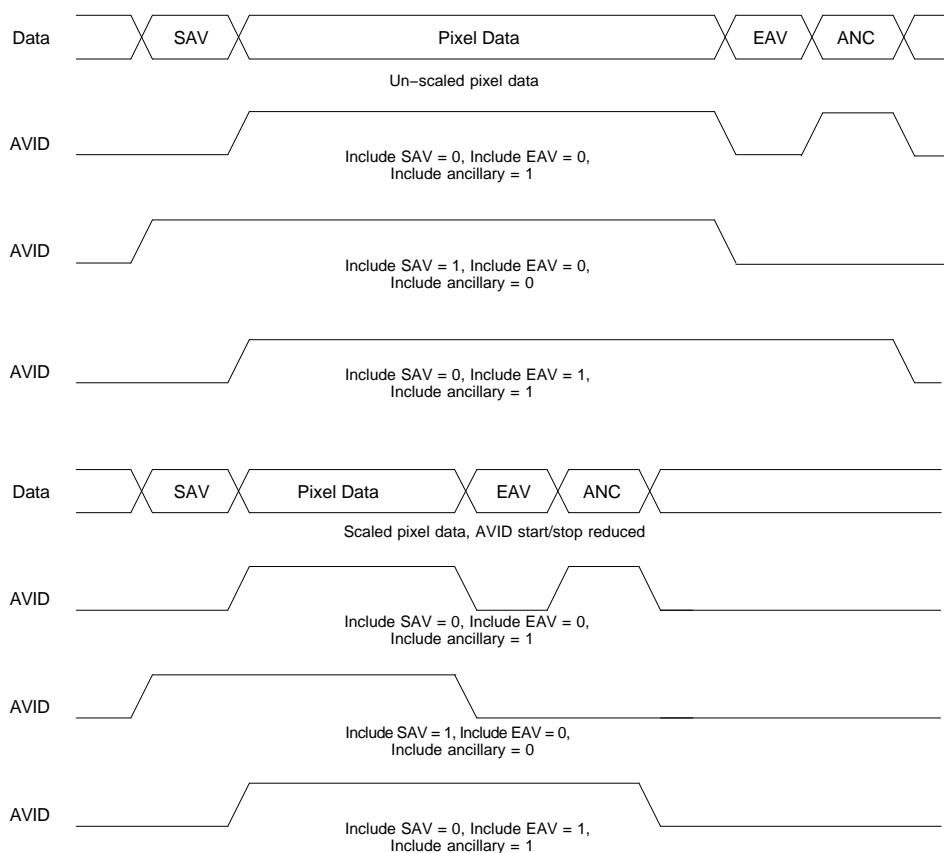 Data SAV Pixel Data EAV ANC
Un−scaled pixel data
AVID
Include SAV = 0, Include EAV = 0,
Include ancillary = 1
AVID
Include SAV = 1, Include EAV = 0,
Include ancillary = 0
AVID
Include SAV = 0, Include EAV = 1,
Include ancillary = 1
Data SAV Pixel Data EAV ANC
Scaled pixel data, AVID start/stop reduced
AVID
Include SAV = 0, Include EAV = 0,
Include ancillary = 1
AVID
Include SAV = 1, Include EAV = 0,
Include ancillary = 0
AVID
Include SAV = 0, Include EAV = 1,
Include ancillary = 1